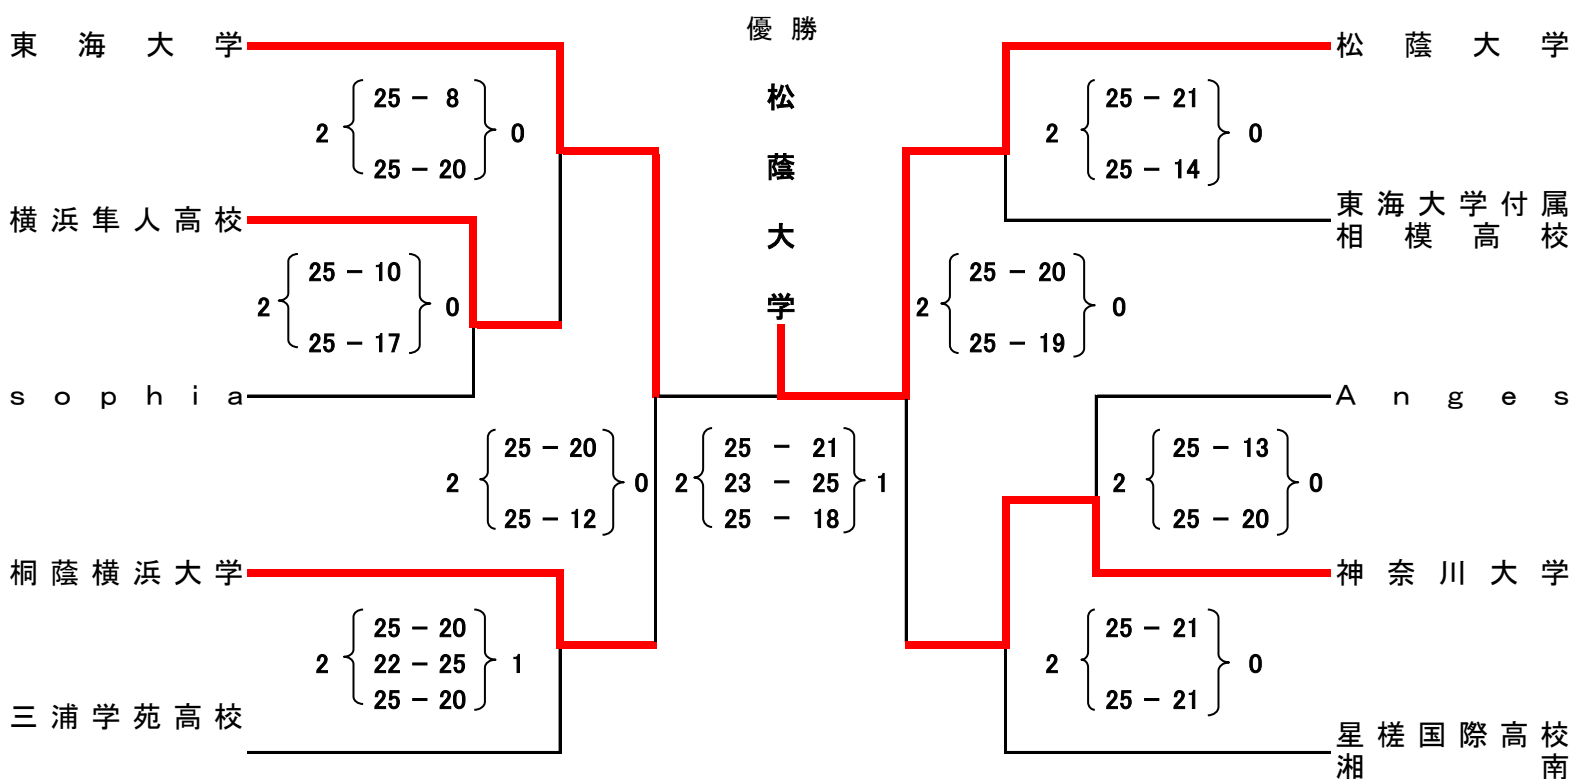 優勝
松蔭大学
東海大学
2 25 - 8 0
25 - 20
横浜隼人高校
2 25 - 10 0
25 - 17
sophia
2 25 - 20 0
25 - 12
桐蔭横浜大学
2 25 - 20 1
22 - 25
25 - 20
三浦学苑高校
2 25 - 21 1
23 - 25
25 - 18
松蔭大学
2 25 - 21 0
25 - 14
東海大学付属
相模高校
2 25 - 20 0
25 - 19
Anges
2 25 - 13 0
25 - 20
神奈川大学
2 25 - 21 0
25 - 21
星槎国際高校
湘南